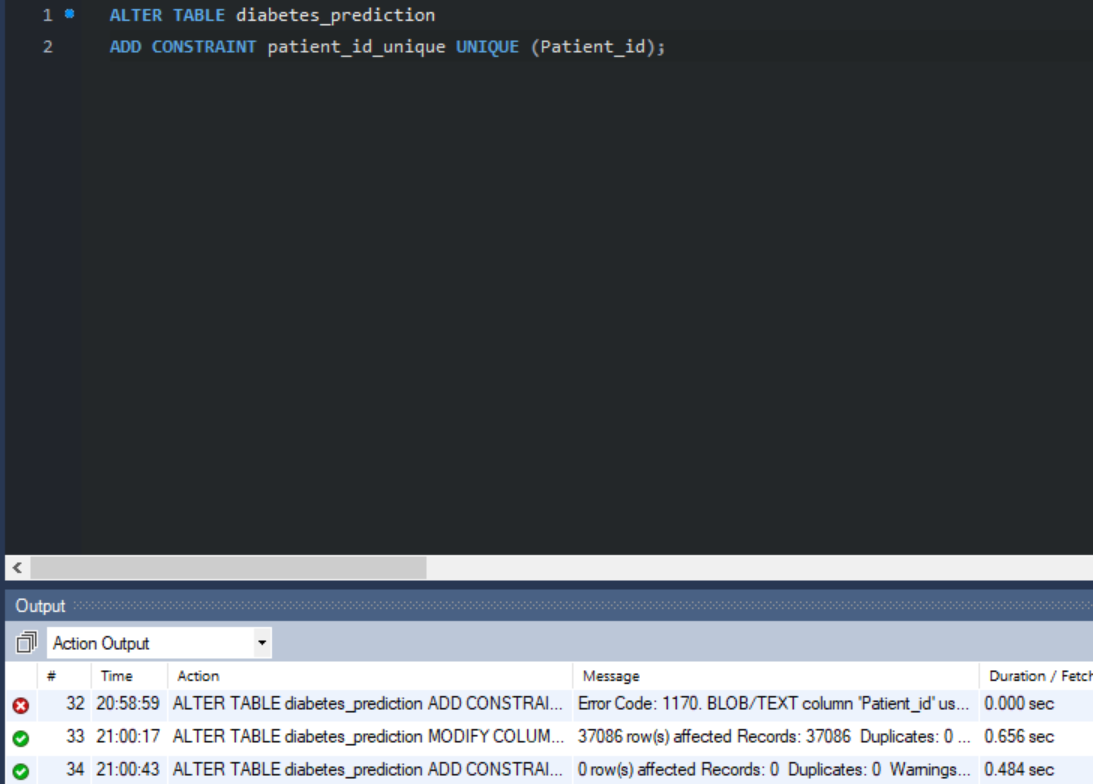 1 ALTER TABLE diabetes_prediction
2 ADD CONSTRAINT patient_id_unique UNIQUE (Patient_id);
Output
Action Output
# Time Action Message Duration / Fetch
32 20:58:59 ALTER TABLE diabetes_prediction ADD CONSTRAI... Error Code: 1170. BLOB/TEXT column 'Patient_id' us... 0.000 sec
33 21:00:17 ALTER TABLE diabetes_prediction MODIFY COLUM... 37086 row(s) affected Records: 37086 Duplicates: 0 ... 0.656 sec
34 21:00:43 ALTER TABLE diabetes_prediction ADD CONSTRAI... 0 row(s) affected Records: 0 Duplicates: 0 Warnings... 0.484 sec